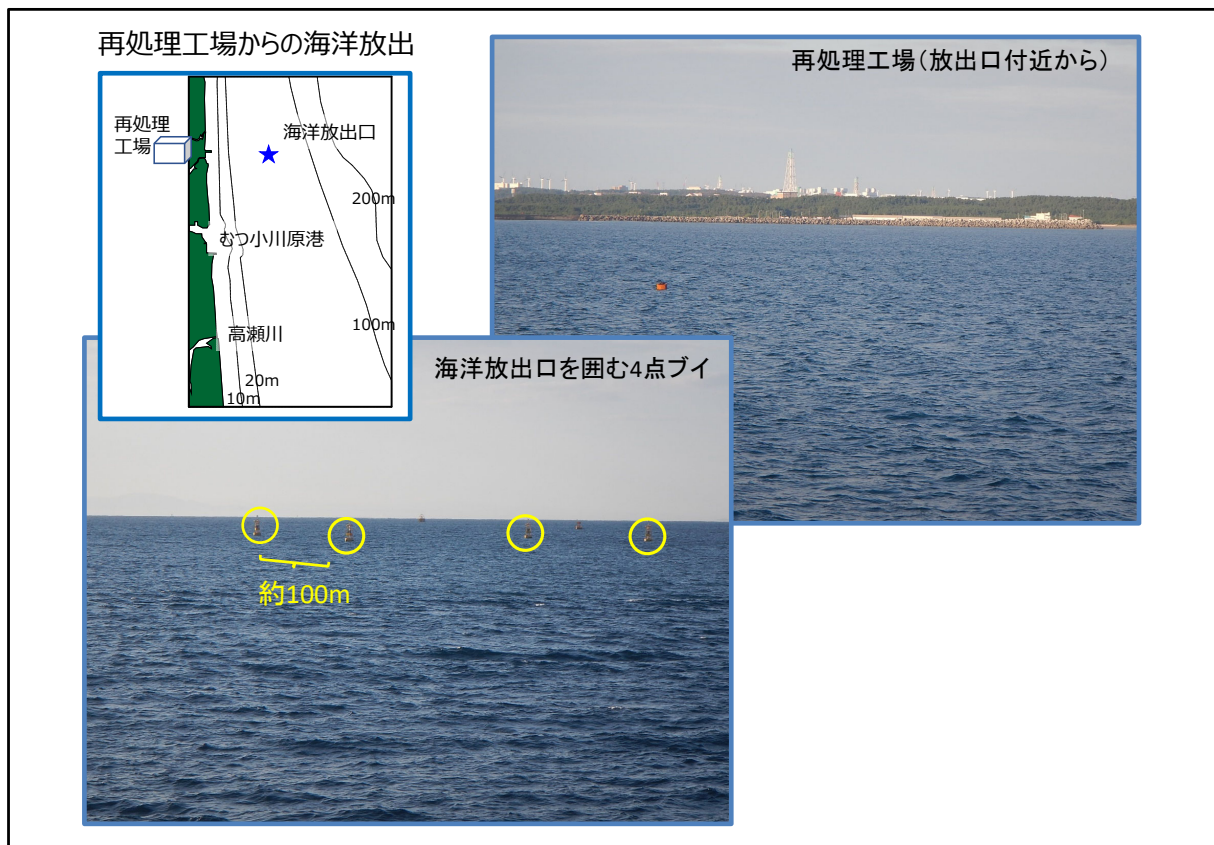 再処理工場からの海洋放出
再処理
工場
海洋放出口
200m
むつ小川原港
100m
高瀬川
20m
10m
再処理工場（放出口付近から）
海洋放出口を囲む4点ブイ
約100m